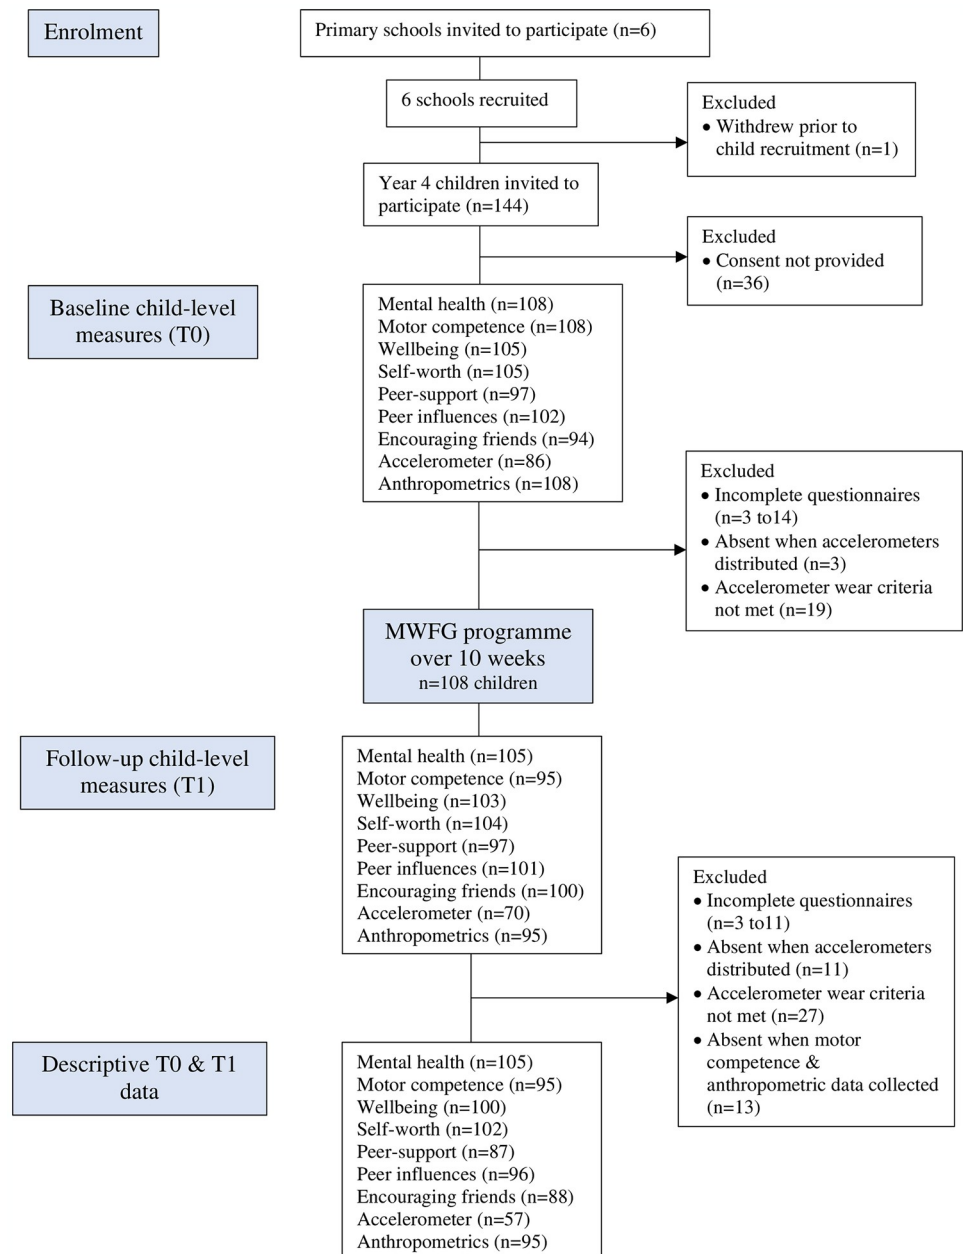 Enrolment
Primary schools invited to participate (n=6)
6 schools recruited
Excluded
• Withdrew prior to
child recruitment (n=1)
Year 4 children invited to
participate (n=144)
Excluded
• Consent not provided
(n=36)
Baseline child-level
measures (T0)
Mental health (n=108)
Motor competence (n=108)
Wellbeing (n=105)
Self-worth (n=105)
Peer-support (n=97)
Peer influences (n=102)
Encouraging friends (n=94)
Accelerometer (n=86)
Anthropometrics (n=108)
Excluded
• Incomplete questionnaires
(n=3 to14)
• Absent when accelerometers
distributed (n=3)
• Accelerometer wear criteria
not met (n=19)
MWFG programme
over 10 weeks
n=108 children
Follow-up child-level
measures (T1)
Mental health (n=105)
Motor competence (n=95)
Wellbeing (n=103)
Self-worth (n=104)
Peer-support (n=97)
Peer influences (n=101)
Encouraging friends (n=100)
Accelerometer (n=70)
Anthropometrics (n=95)
Excluded
• Incomplete questionnaires
(n=3 to11)
• Absent when accelerometers
distributed (n=11)
• Accelerometer wear criteria
not met (n=27)
• Absent when motor
competence &
anthropometric data collected
(n=13)
Descriptive T0 & T1
data
Mental health (n=105)
Motor competence (n=95)
Wellbeing (n=100)
Self-worth (n=102)
Peer-support (n=87)
Peer influences (n=96)
Encouraging friends (n=88)
Accelerometer (n=57)
Anthropometrics (n=95)